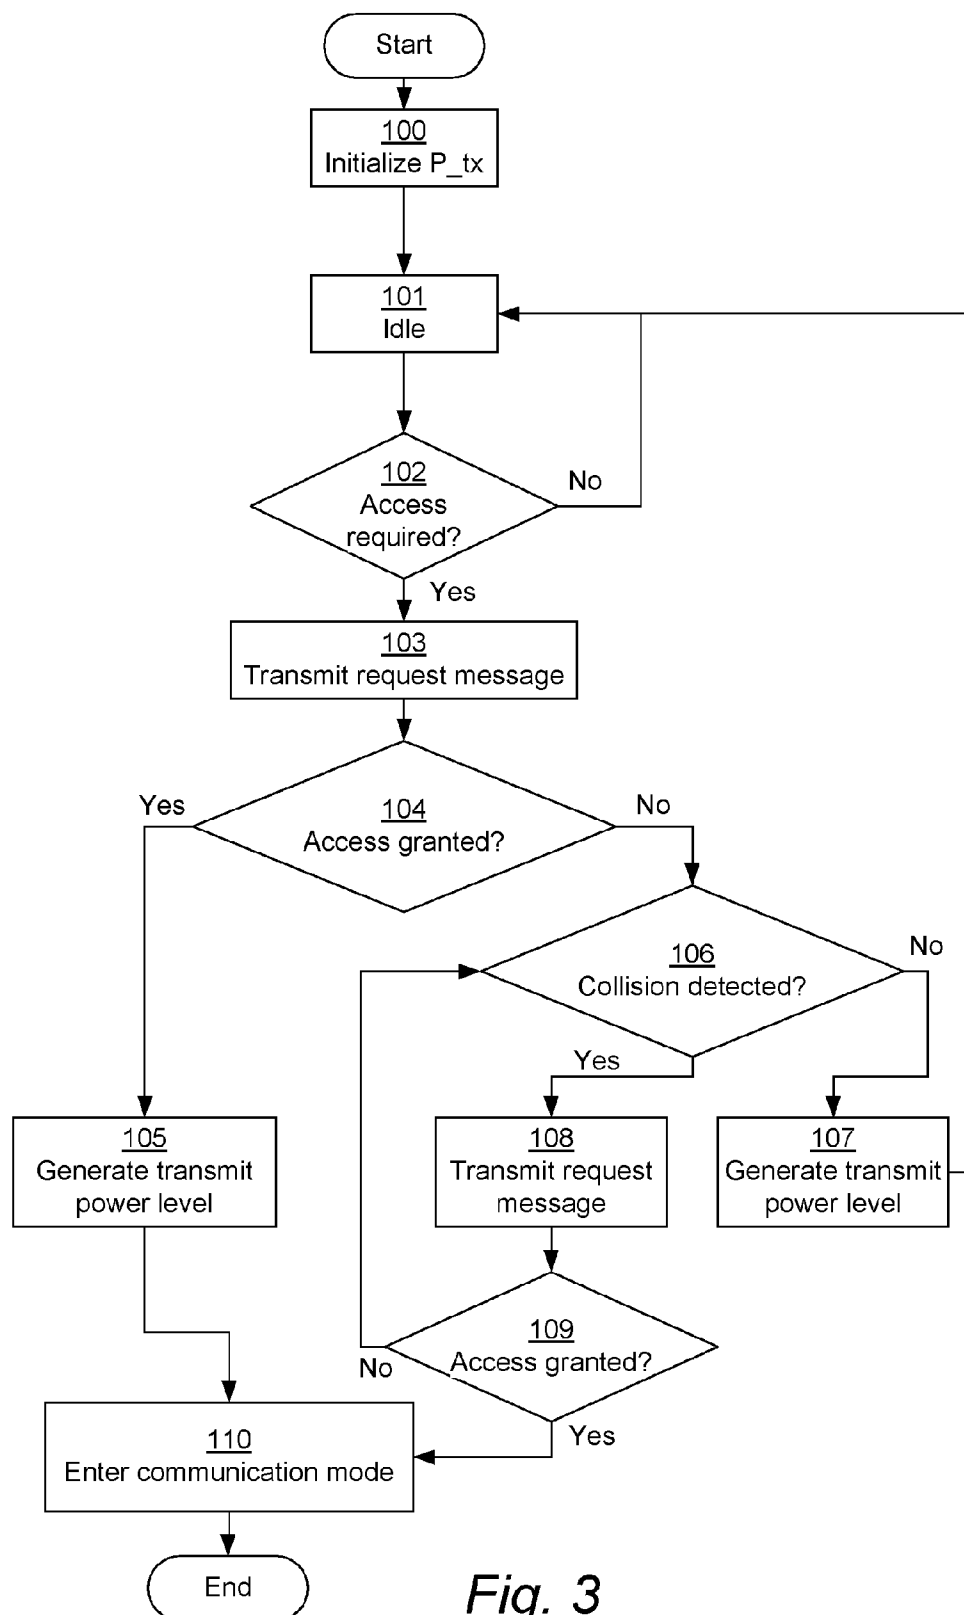 Start
100
Initialize P_tx
101
Idle
102
Access
required?
No
Yes
103
Transmit request message
104
Access granted?
Yes
No
106
Collision detected?
No
Yes
105
Generate transmit
power level
108
Transmit request
message
107
Generate transmit
power level
109
Access granted?
No
Yes
110
Enter communication mode
End
Fig. 3